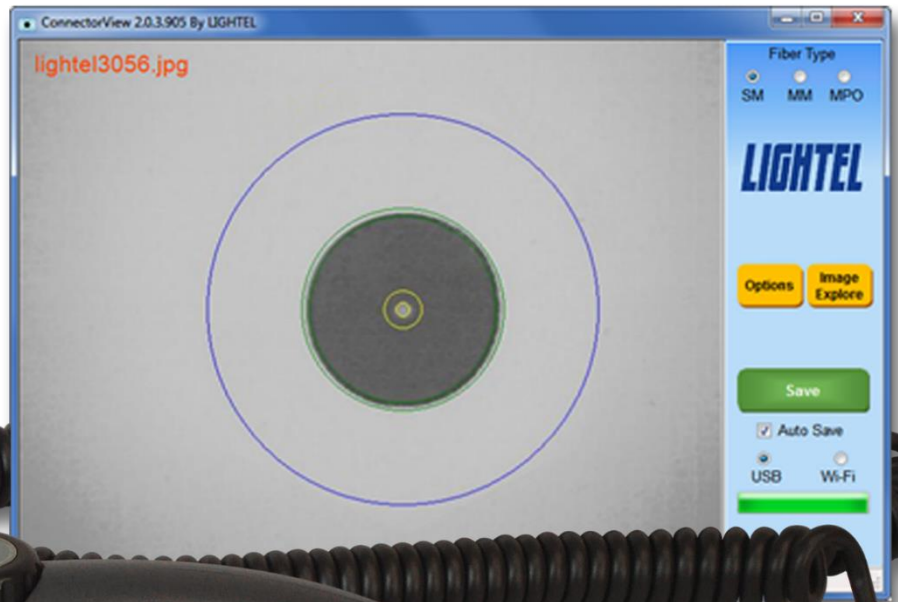 ConnectorView 2.0.3.905 By LIGHTEL
lightel3056.jpg
Fiber Type
SM MM MPO
LIGHTEL
Options
Image
Explore
Save
Auto Save
USB Wi-Fi